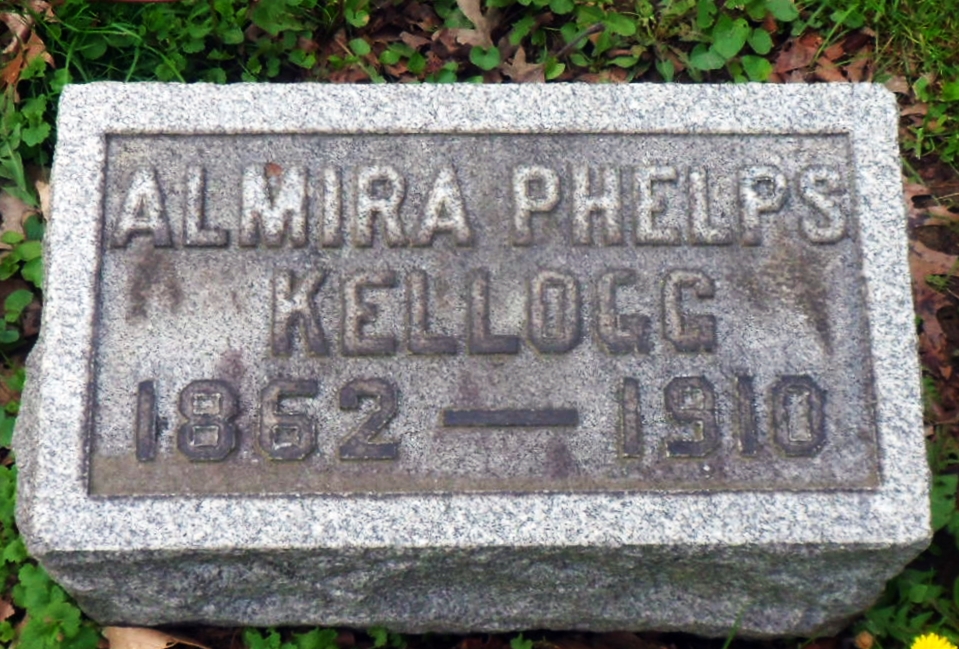 ALMIRA PHELPS
KELLOGG
1862 — 1910